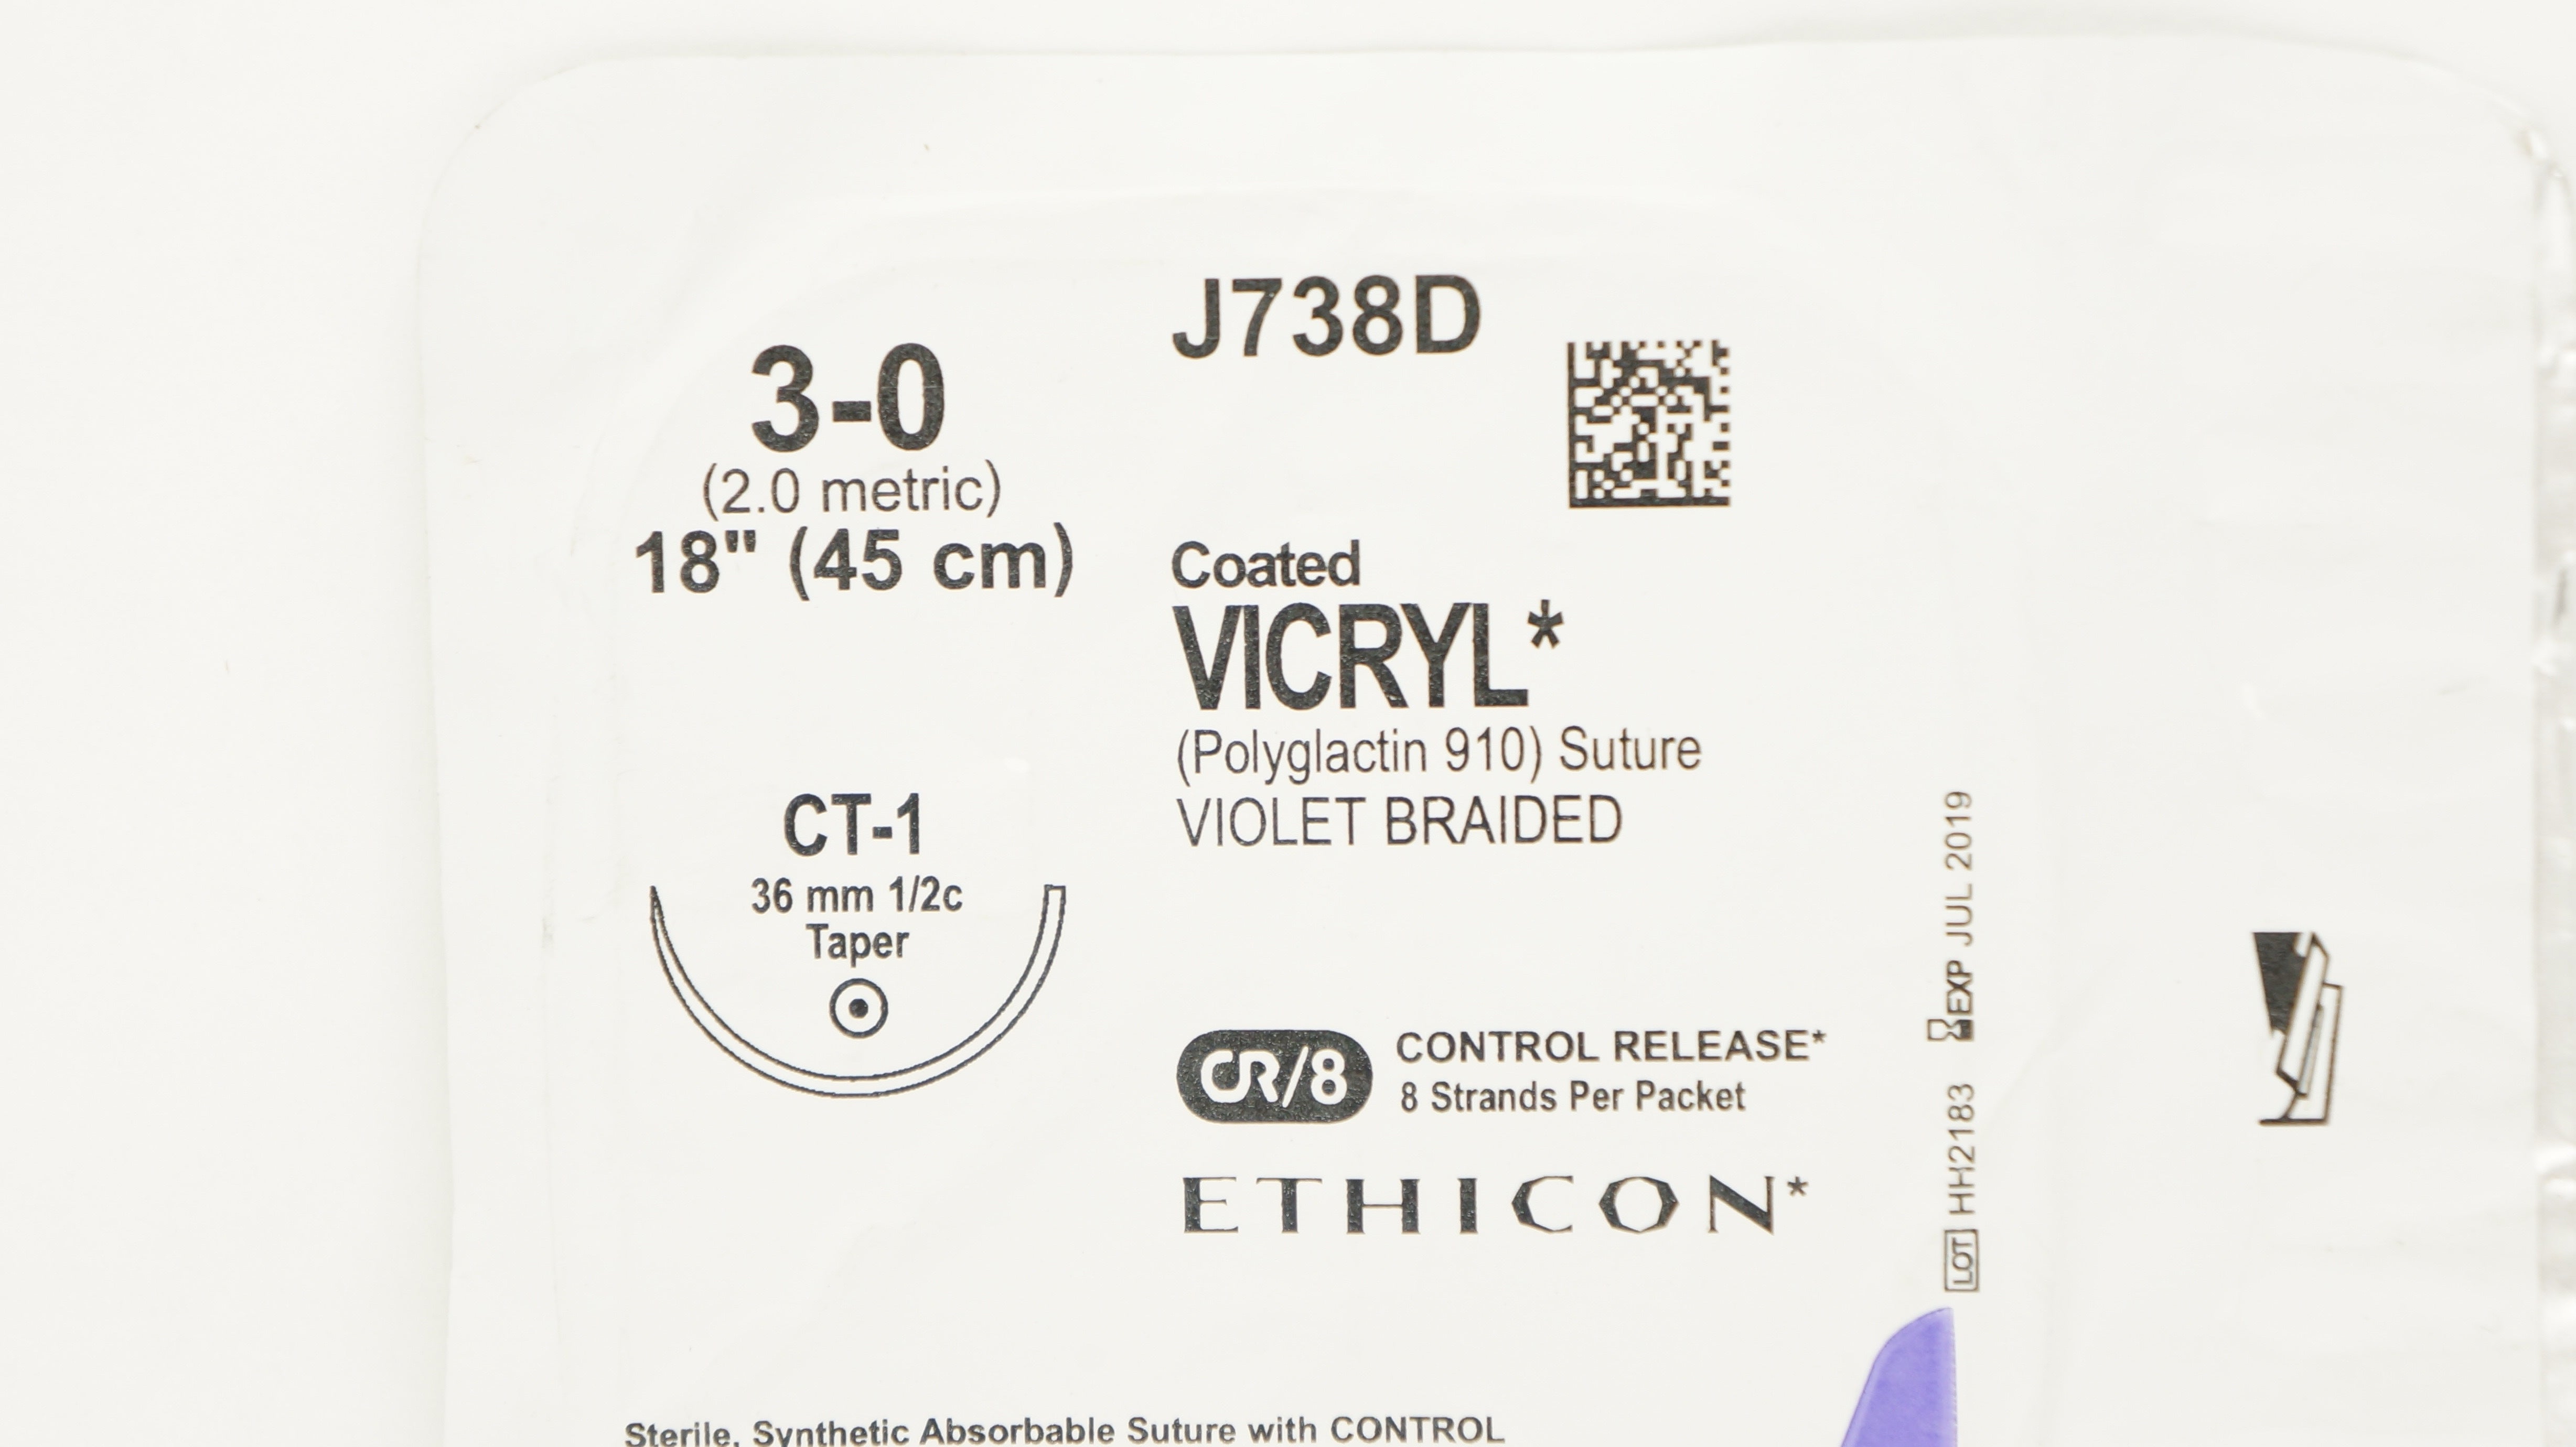 J738D
3-0
(2.0 metric)
18" (45 cm)
Coated
VICRYL*
(Polyglactin 910) Suture
VIOLET BRAIDED
CT-1
36 mm 1/2c
Taper
CR/8
CONTROL RELEASE*
8 Strands Per Packet
ETHICON*
LOT HH2183 EXP JUL 2019
Sterile, Synthetic Absorbable Suture with CONTROL